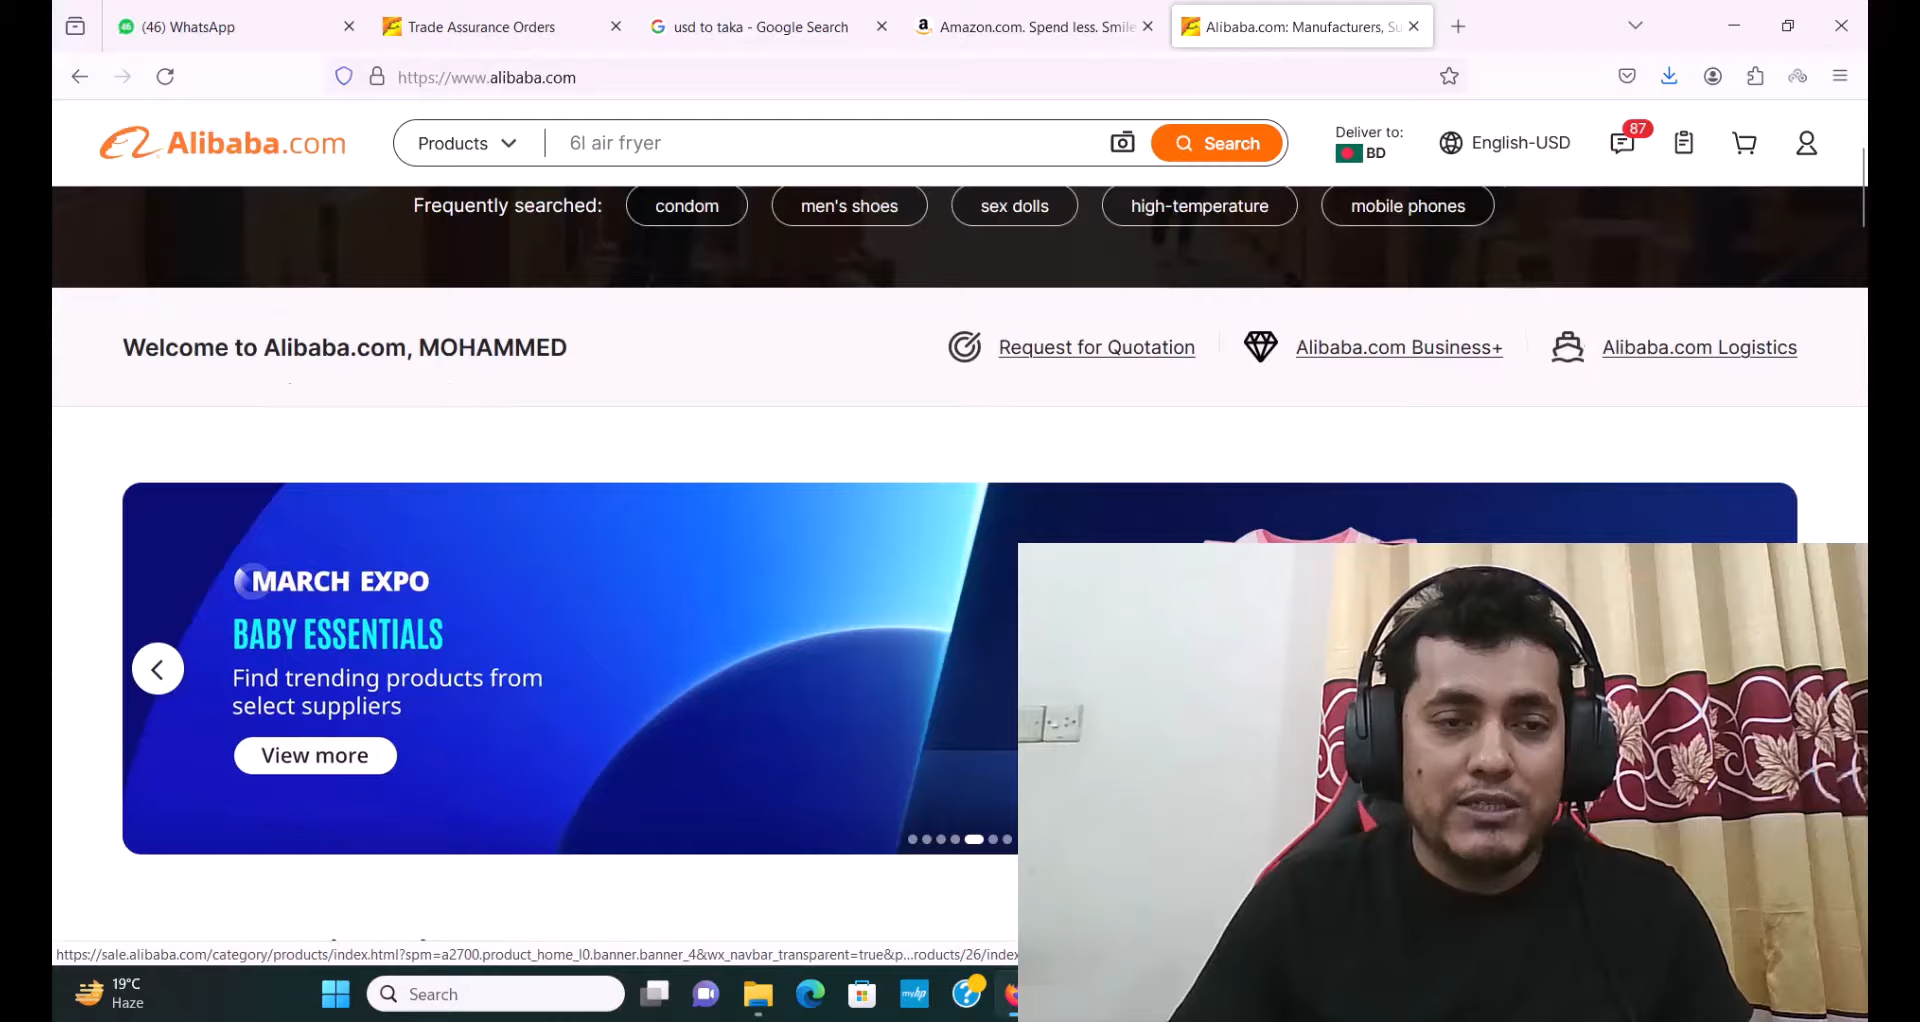 (46) WhatsApp
Trade Assurance Orders
usd to taka - Google Search
Amazon.com. Spend less. Smile
Alibaba.com: Manufacturers, Su
https://www.alibaba.com
Alibaba.com
Products
6l air fryer
Search
Deliver to:
BD
English-USD
87
Frequently searched:
condom
men's shoes
sex dolls
high-temperature
mobile phones
Welcome to Alibaba.com, MOHAMMED
Request for Quotation
Alibaba.com Business+
Alibaba.com Logistics
MARCH EXPO
BABY ESSENTIALS
Find trending products from
select suppliers
View more
https://sale.alibaba.com/category/products/index.html?spm=a2700.product_home_l0.banner.banner_4&wx_navbar_transparent=true&p...roducts/26/index
19°C
Haze
Search
myhp